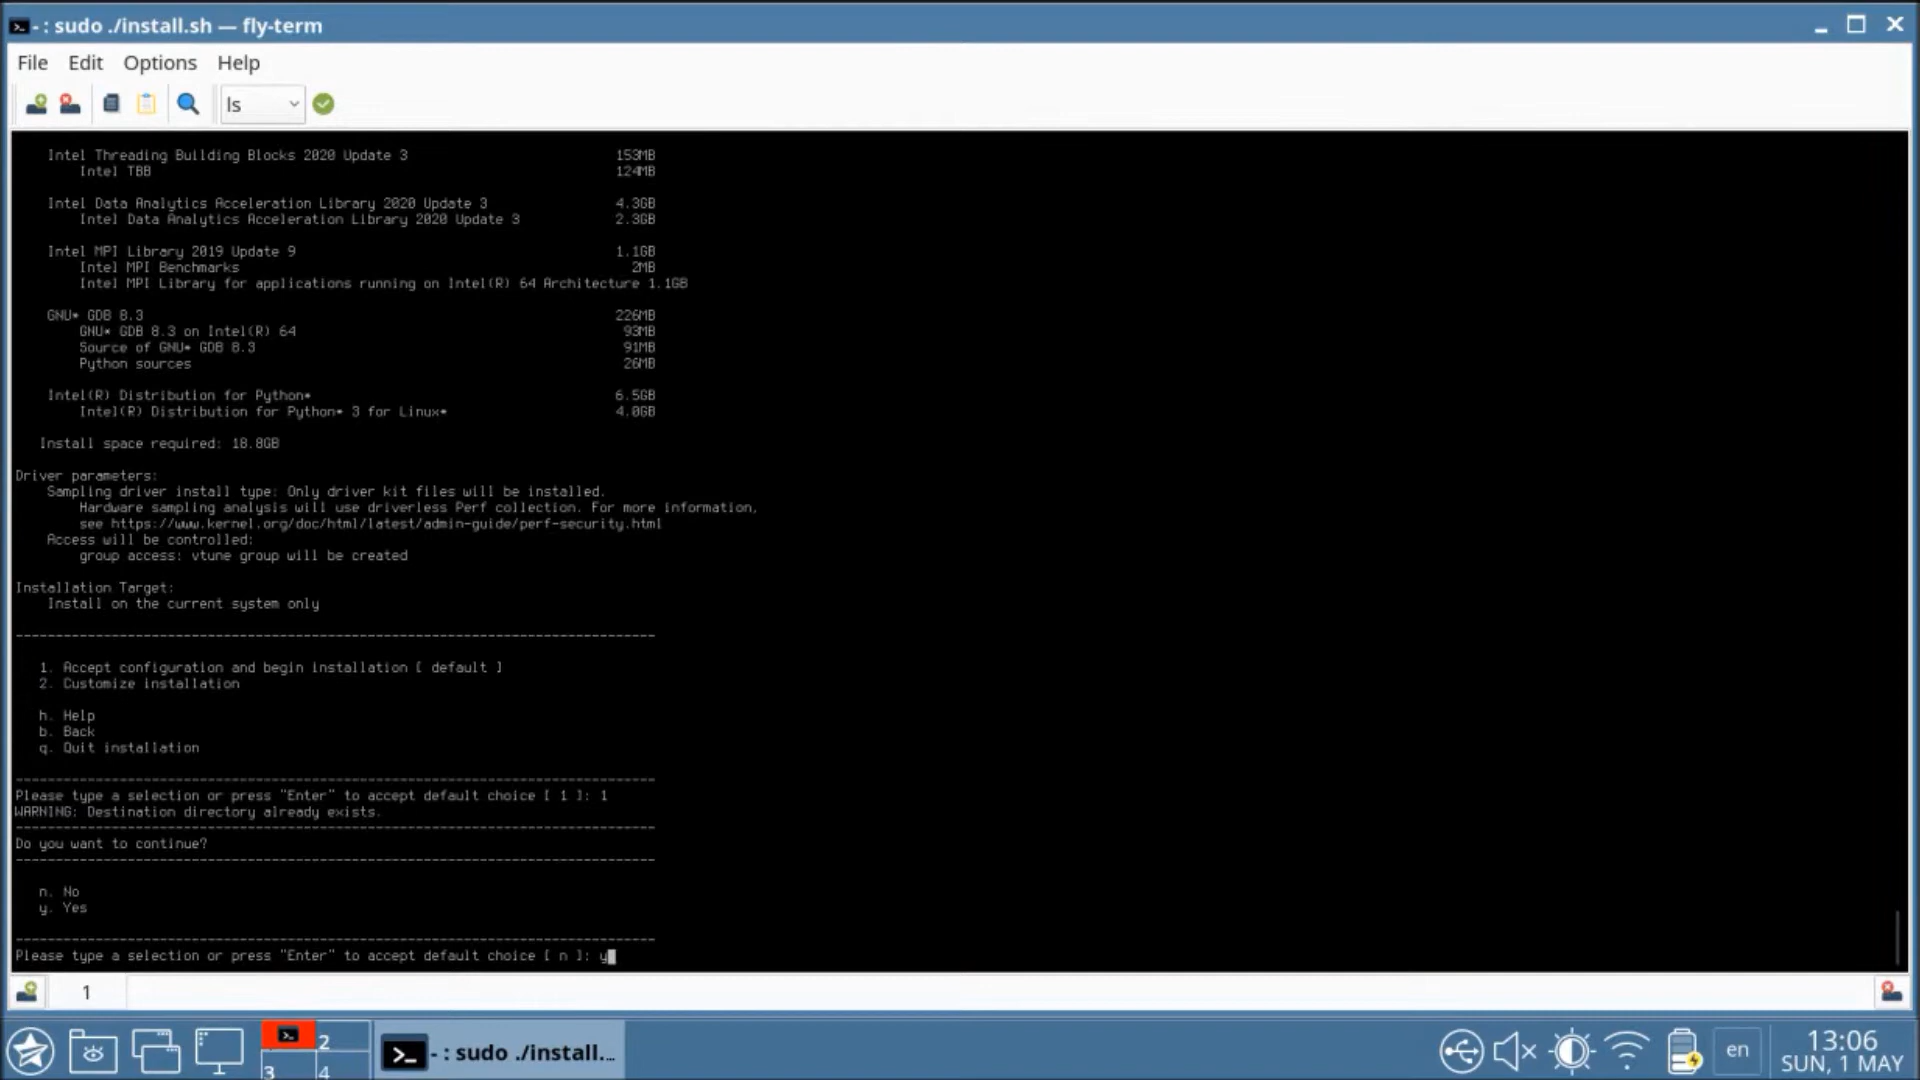 - : sudo ./install.sh — fly-term
File Edit Options Help
ls
Intel Threading Building Blocks 2020 Update 3 153MB
Intel TBB 124MB
Intel Data Analytics Acceleration Library 2020 Update 3 4.3GB
Intel Data Analytics Acceleration Library 2020 Update 3 2.3GB
Intel MPI Library 2019 Update 9 1.1GB
Intel MPI Benchmarks 2MB
Intel MPI Library for applications running on Intel(R) 64 Architecture 1.1GB
GNU* GDB 8.3 226MB
GNU* GDB 8.3 on Intel(R) 64 93MB
Source of GNU* GDB 8.3 91MB
Python sources 26MB
Intel(R) Distribution for Python* 6.5GB
Intel(R) Distribution for Python* 3 for Linux* 4.0GB
Install space required: 18.8GB
Driver parameters:
Sampling driver install type: Only driver kit files will be installed.
Hardware sampling analysis will use driverless Perf collection. For more information,
see https://www.kernel.org/doc/html/latest/admin-guide/perf-security.html
Access will be controlled:
group access: vtune group will be created
Installation Target:
Install on the current system only
--------------------------------------------------------------------------------
1. Accept configuration and begin installation [ default ]
2. Customize installation
h. Help
b. Back
q. Quit installation
--------------------------------------------------------------------------------
Please type a selection or press "Enter" to accept default choice [ 1 ]: 1
WARNING: Destination directory already exists.
--------------------------------------------------------------------------------
Do you want to continue?
--------------------------------------------------------------------------------
n. No
y. Yes
--------------------------------------------------------------------------------
Please type a selection or press "Enter" to accept default choice [ n ]: y
1
2
3 4
- : sudo ./install....
en
13:06
SUN, 1 MAY